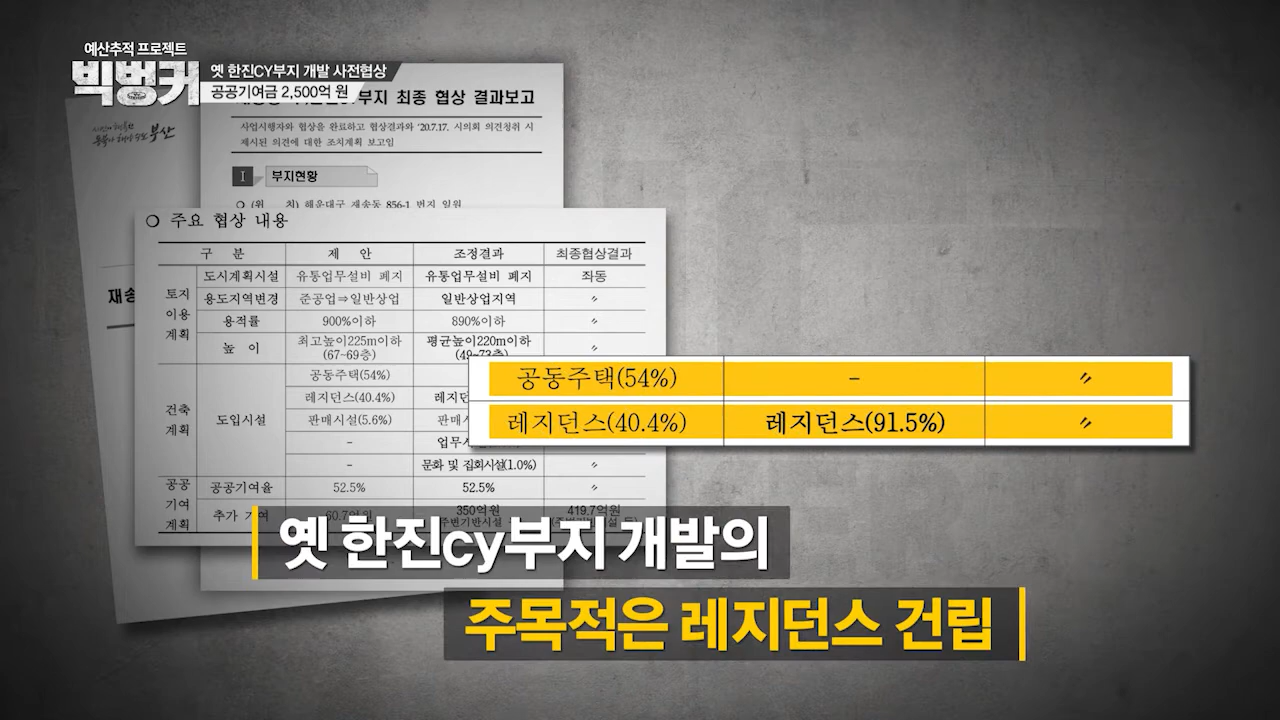 예산추적 프로젝트
빅벙커
옛 한진CY부지 개발 사전협상
공공기여금 2,500억 원
부산
부지 최종 협상 결과보고
사업시행자와 협상을 완료하고 협상결과와 '20.7.17. 시의회 의견청취 시
제시된 의견에 대한 조치계획 보고임
Ⅰ 부지현황
○ (위 치) 해운대구 재송동 856-1 번지 일원
재송
○ 주요 협상 내용
구 분 제 안 조정결과 최종협상결과
토지이용계획 도시계획시설 유통업무설비 폐지 유통업무설비 폐지 좌동
용도지역변경 준공업⇒일반상업 일반상업지역 〃
용적률 900%이하 890%이하 〃
높 이 최고높이225m이하 평균높이220m이하 〃
(67~69층) (49~73층)
건축계획 도입시설 공동주택(54%)
레지던스(40.4%) 레지던
판매시설(5.6%) 판매시
- 업무시
- 문화 및 집회시설(1.0%) 〃
공공기여계획 공공기여율 52.5% 52.5% 〃
추가 기여 60.7억원 350억원 419.7억원
공동주택(54%) - 〃
레지던스(40.4%) 레지던스(91.5%) 〃
옛 한진cy부지 개발의
주목적은 레지던스 건립